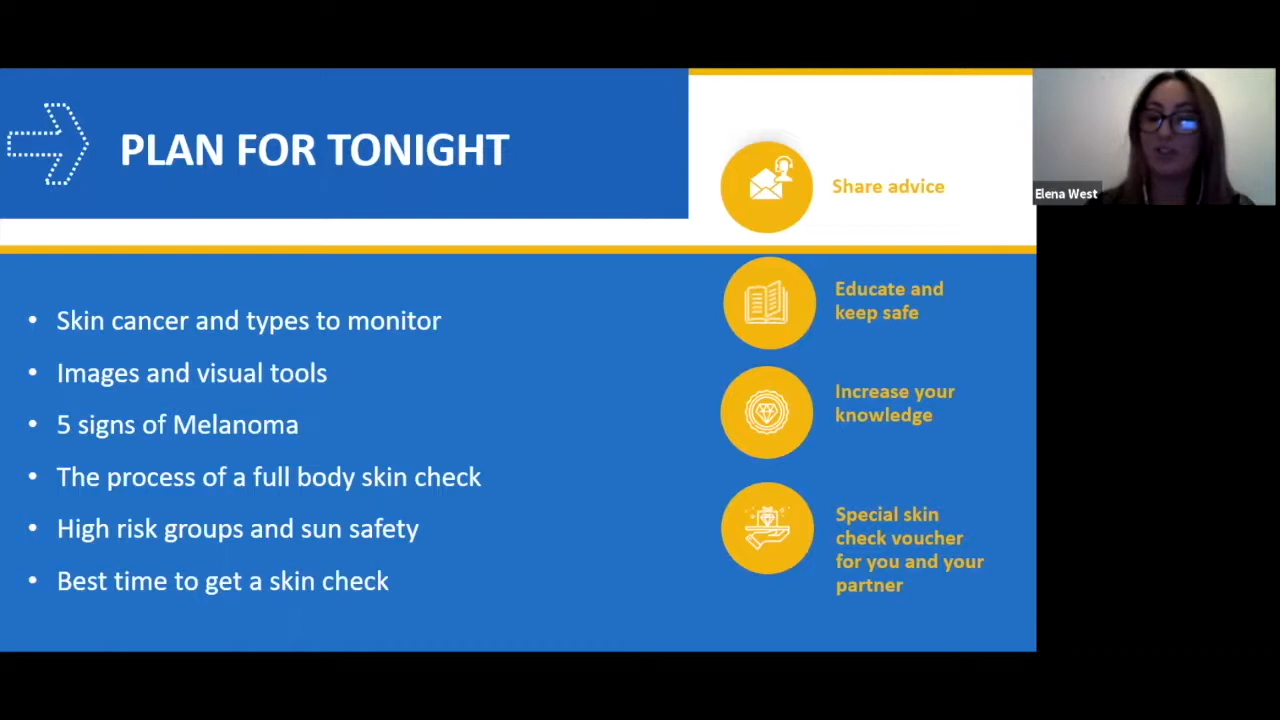 PLAN FOR TONIGHT
• Skin cancer and types to monitor
• Images and visual tools
• 5 signs of Melanoma
• The process of a full body skin check
• High risk groups and sun safety
• Best time to get a skin check
Share advice
Educate and
keep safe
Increase your
knowledge
Special skin
check voucher
for you and your
partner
Elena West